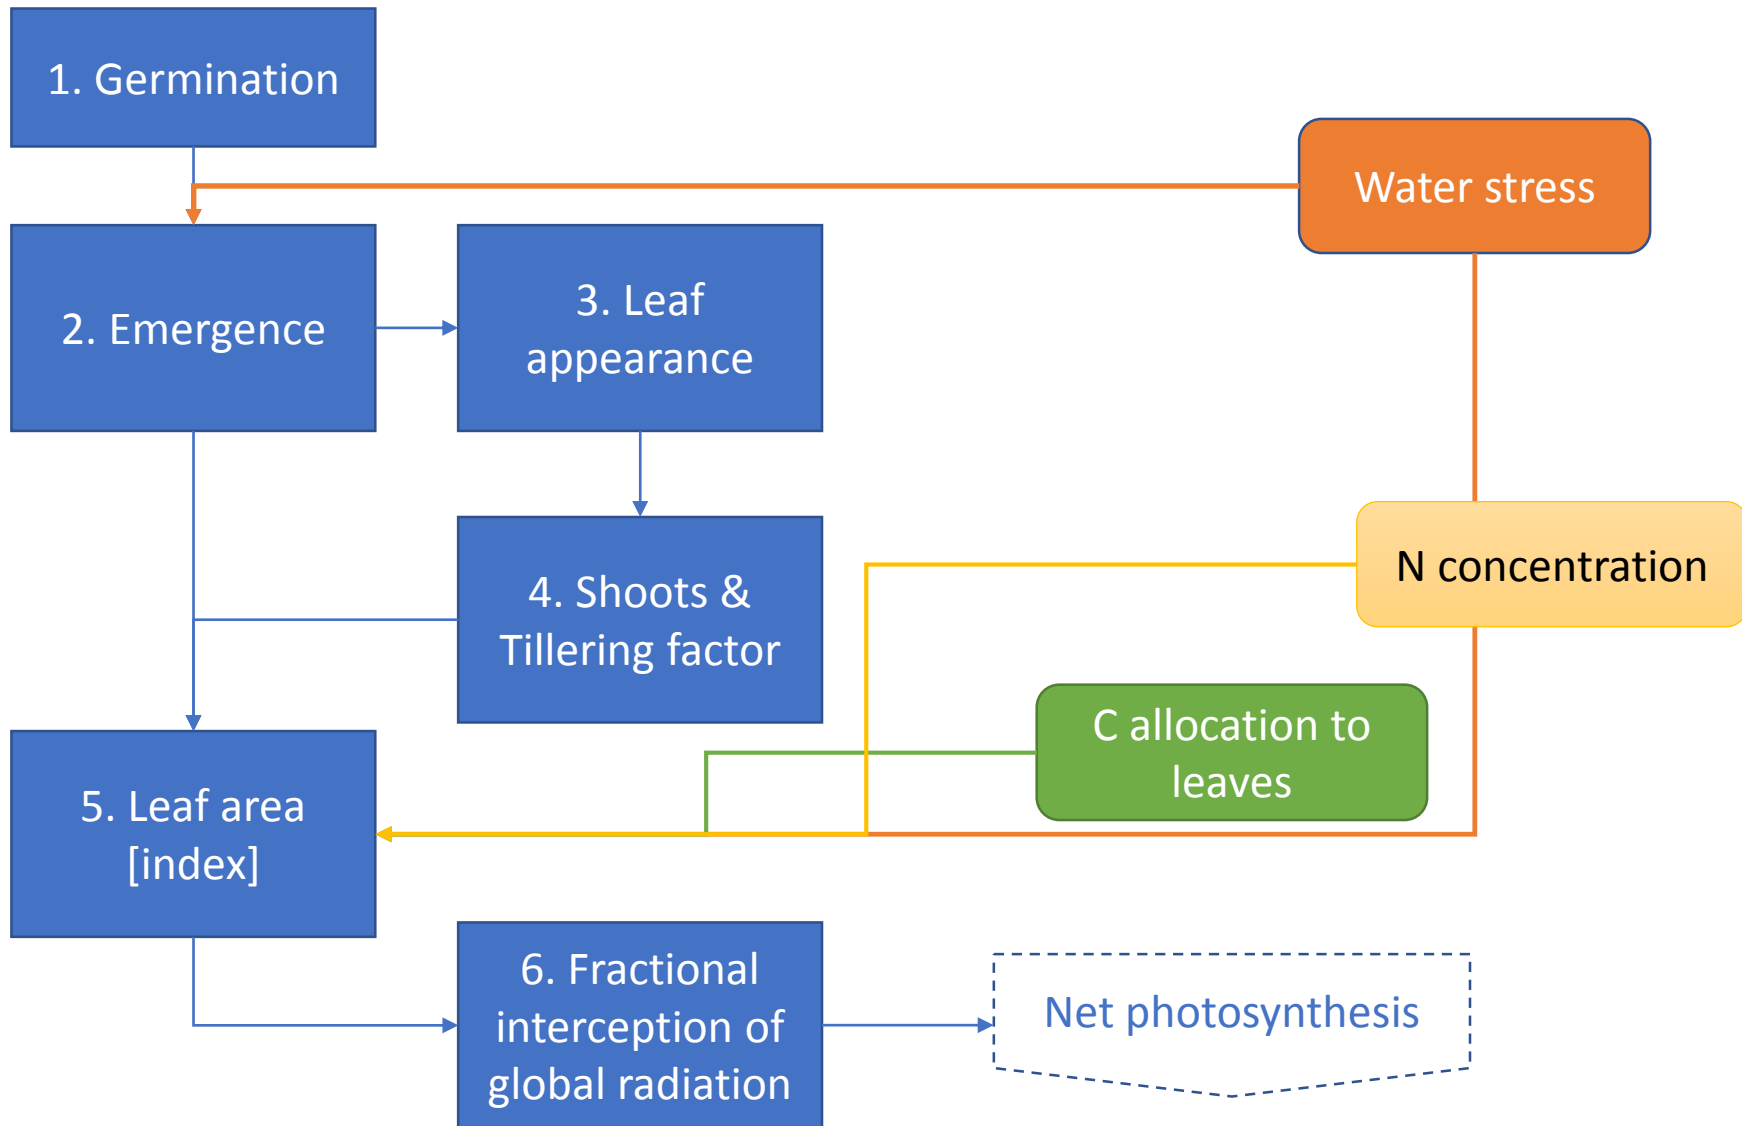 1. Germination
Water stress
2. Emergence
3. Leaf
appearance
4. Shoots &
Tillering factor
N concentration
C allocation to
leaves
5. Leaf area
[index]
6. Fractional
interception of
global radiation
Net photosynthesis